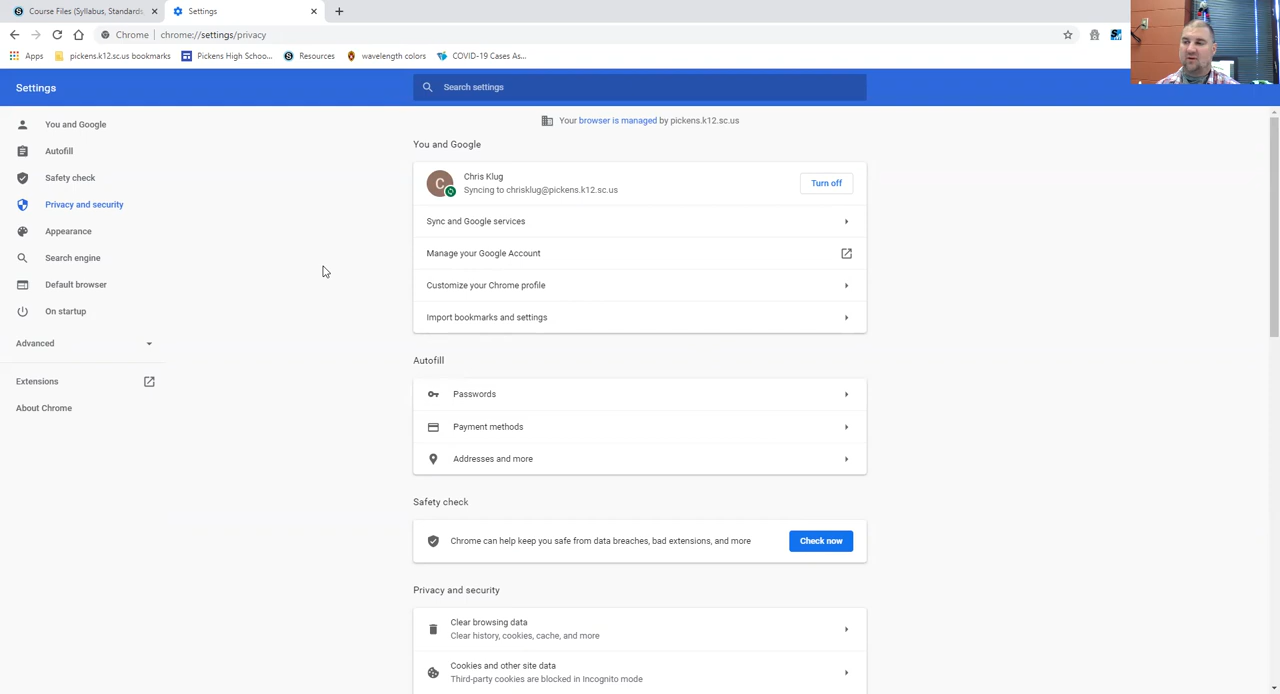 Course Files (Syllabus, Standards,
Settings
Chrome
chrome://settings/privacy
Apps
pickens.k12.sc.us bookmarks
Pickens High Schoo...
Resources
wavelength colors
COVID-19 Cases As...
Settings
Search settings
You and Google
Autofill
Safety check
Privacy and security
Appearance
Search engine
Default browser
On startup
Advanced
Extensions
About Chrome
Your browser is managed by pickens.k12.sc.us
You and Google
C
Chris Klug
Syncing to chrisklug@pickens.k12.sc.us
Turn off
Sync and Google services
Manage your Google Account
Customize your Chrome profile
Import bookmarks and settings
Autofill
Passwords
Payment methods
Addresses and more
Safety check
Chrome can help keep you safe from data breaches, bad extensions, and more
Check now
Privacy and security
Clear browsing data
Clear history, cookies, cache, and more
Cookies and other site data
Third-party cookies are blocked in Incognito mode